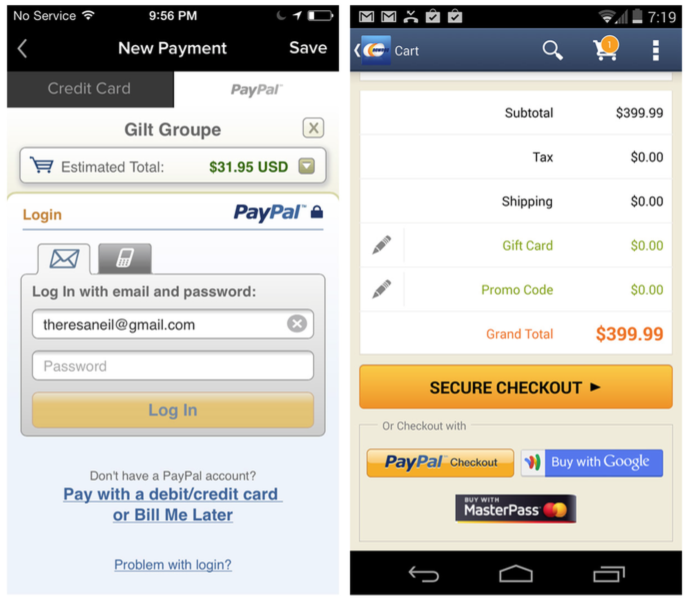 No Service 9:56 PM
New Payment Save
Credit Card PayPal™
Gilt Groupe X
Estimated Total: $31.95 USD
Login PayPal™
Log In with email and password:
theresaneil@gmail.com
Password
Log In
Don't have a PayPal account?
Pay with a debit/credit card
or Bill Me Later
Problem with login?
7:19
Cart 1
Subtotal $399.99
Tax $0.00
Shipping $0.00
Gift Card $0.00
Promo Code $0.00
Grand Total $399.99
SECURE CHECKOUT ►
Or Checkout with
PayPal™ Checkout
Buy with Google
BUY WITH
MasterPass